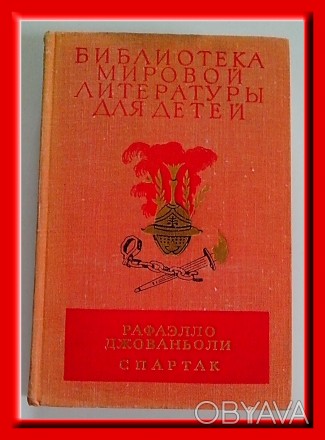 БИБЛИОТЕКА
МИРОВОЙ
ЛИТЕРАТУРЫ
ДЛЯ ДЕТЕЙ
РАФАЭЛЛО
ДЖОВАНЬОЛИ
СПАРТАК
OBYAVA